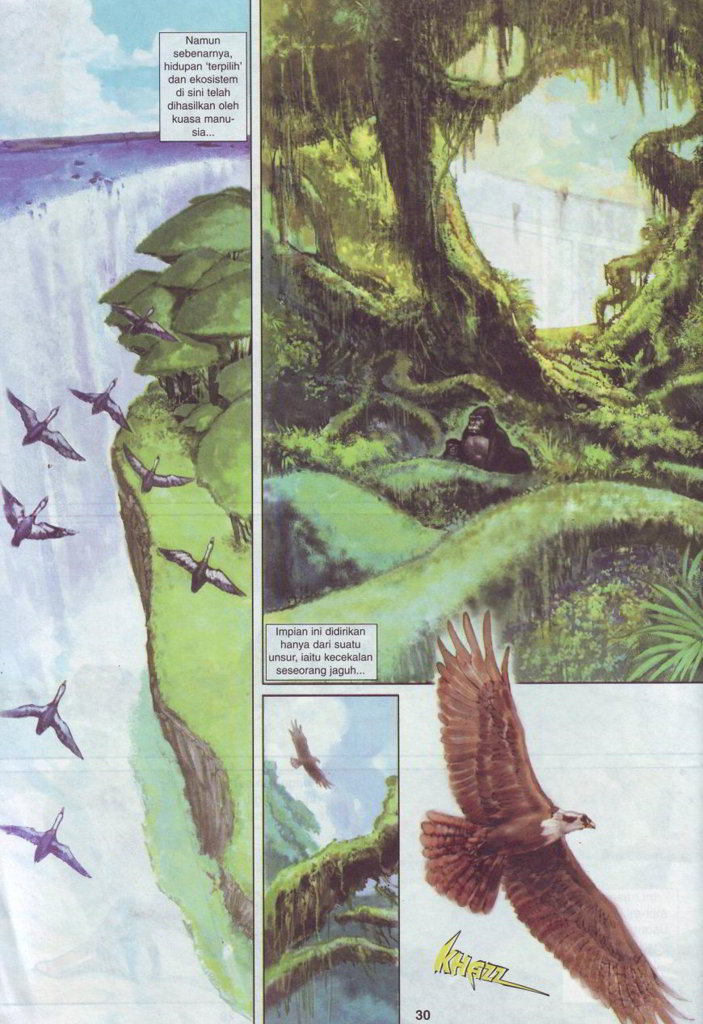 Namun
sebenarnya,
hidupan 'terpilih'
dan ekosistem
di sini telah
dihasilkan oleh
kuasa manu-
sia...
Impian ini didirikan
hanya dari suatu
unsur, iaitu kecekalan
seseorang jaguh...
KHEZZ
30